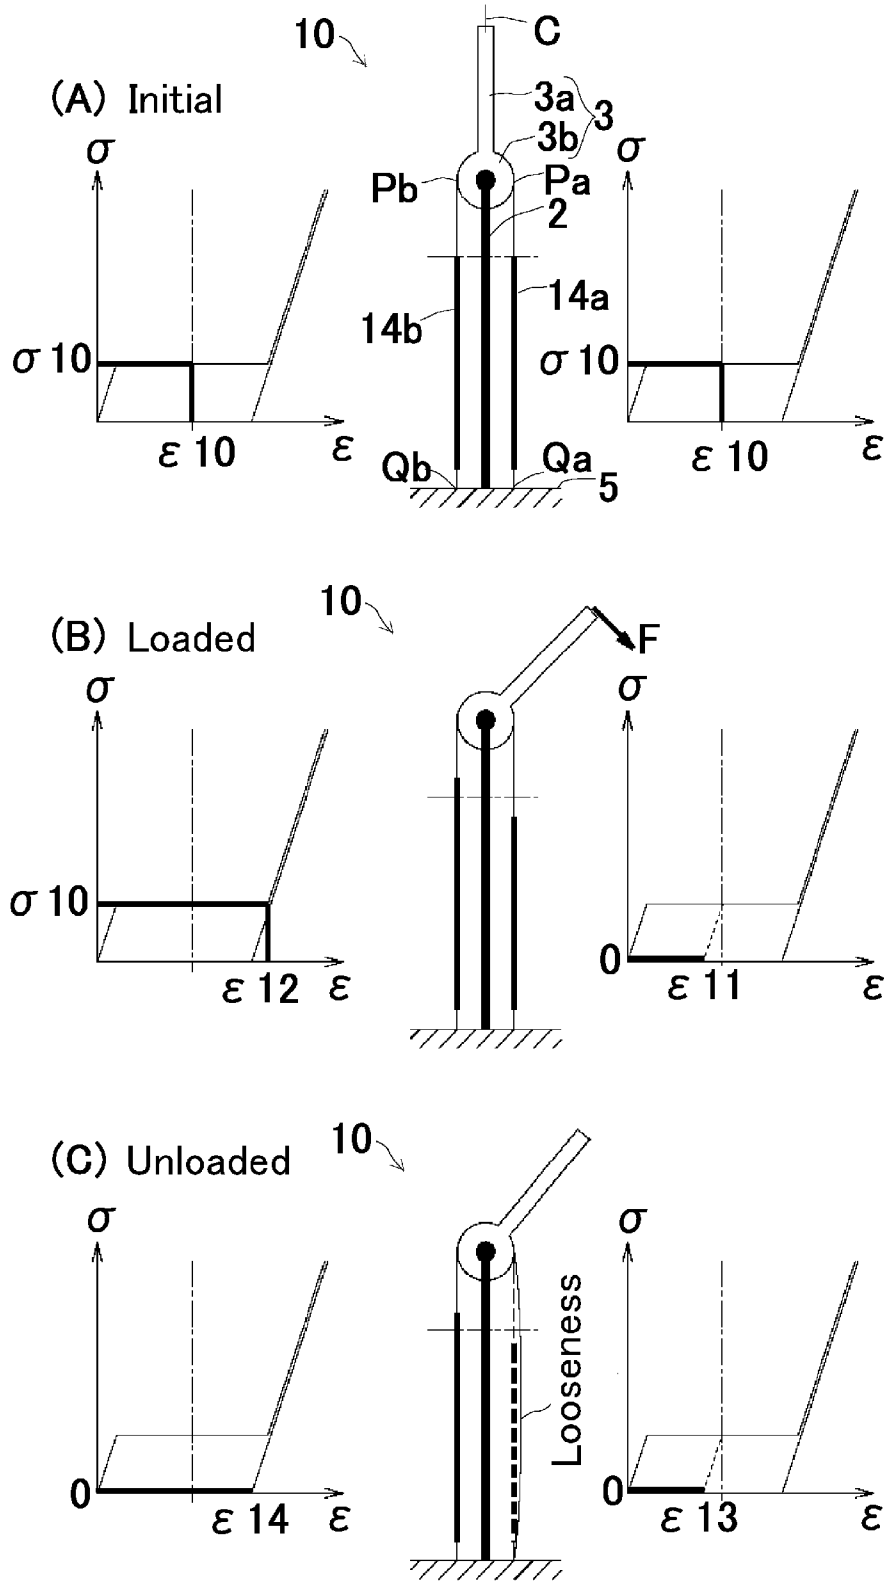 10
C
(A) Initial
3a
3
3b
σ
σ
Pb
Pa
2
14a
14b
σ 10
σ 10
ε 10
ε
ε 10
ε
Qb
Qa
5
10
(B) Loaded
F
σ
σ
σ 10
0
ε 12
ε
ε 11
ε
10
(C) Unloaded
σ
σ
Looseness
0
0
ε 14
ε
ε 13
ε